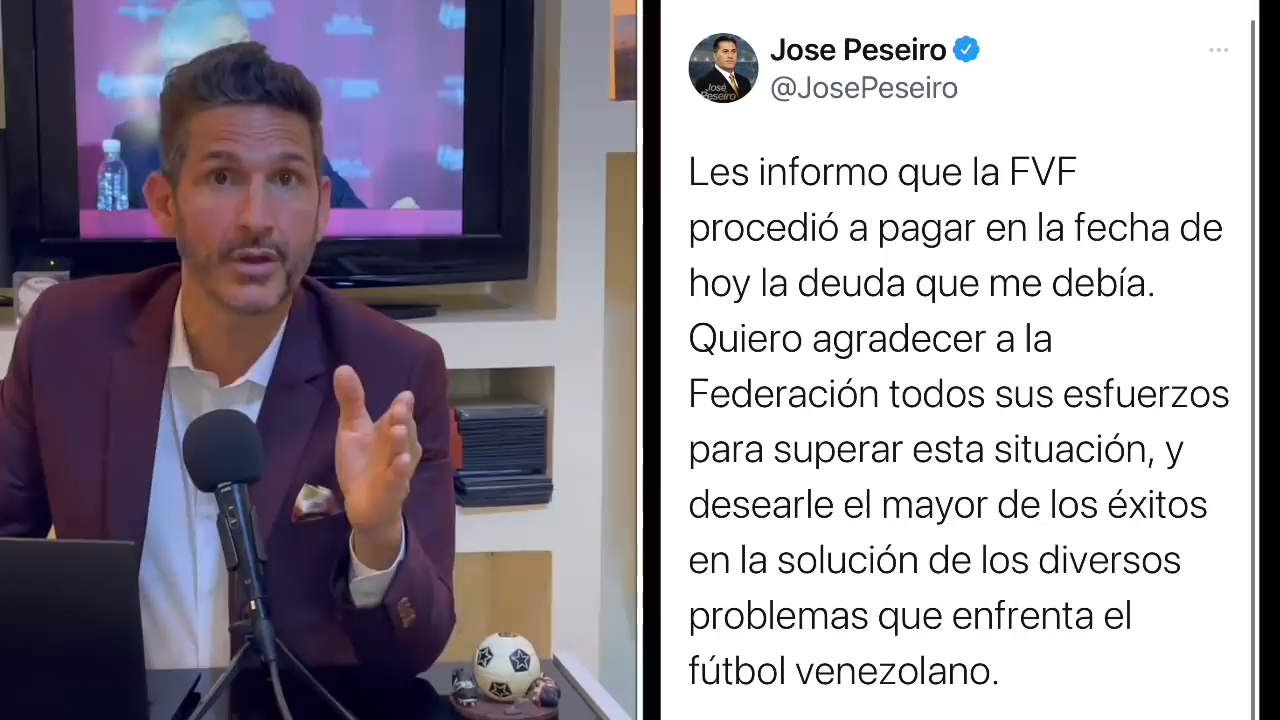 Jose Peseiro
@JosePeseiro
José
Peseiro
Les informo que la FVF
procedió a pagar en la fecha de
hoy la deuda que me debía.
Quiero agradecer a la
Federación todos sus esfuerzos
para superar esta situación, y
desearle el mayor de los éxitos
en la solución de los diversos
problemas que enfrenta el
fútbol venezolano.